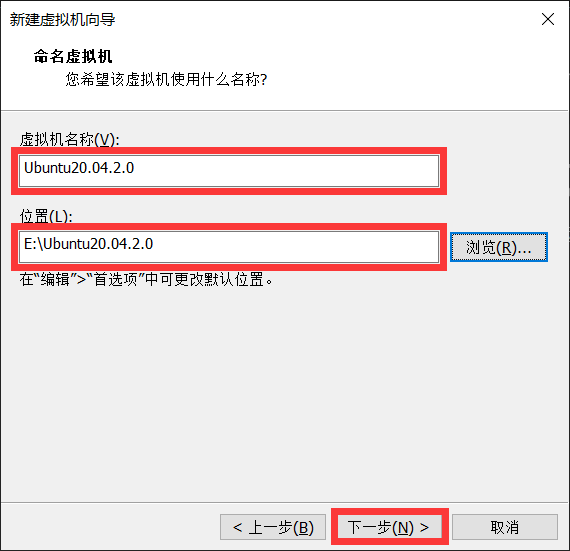 新建虚拟机向导
命名虚拟机
您希望该虚拟机使用什么名称?
虚拟机名称(V):
Ubuntu20.04.2.0
位置(L):
E:\Ubuntu20.04.2.0
浏览(R)...
在“编辑”>“首选项”中可更改默认位置。
< 上一步(B)
下一步(N) >
取消